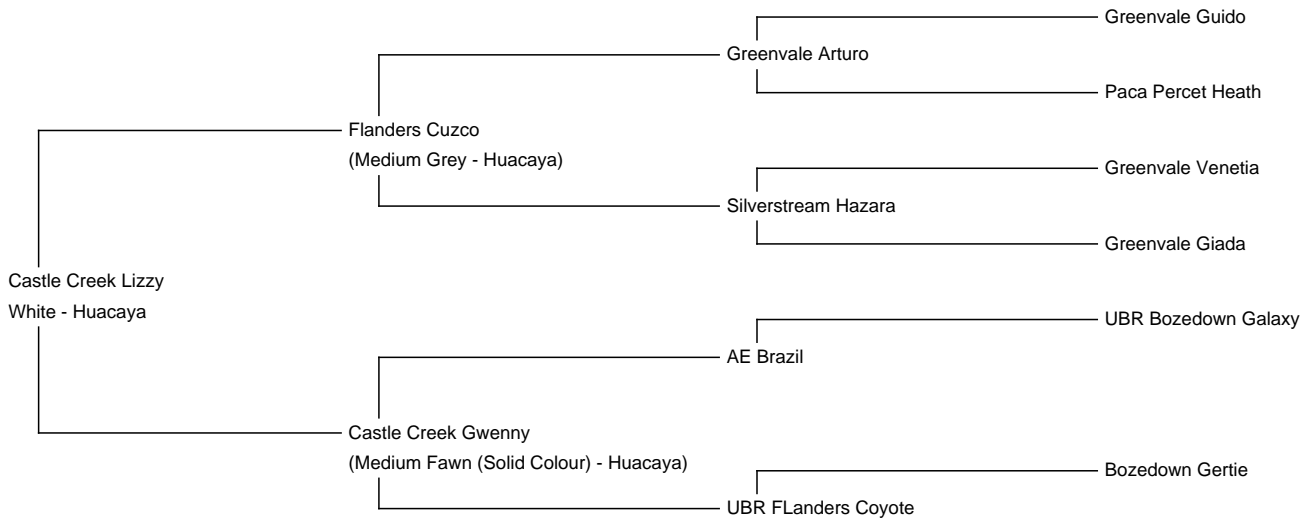 Greenvale Guido
Greenvale Arturo
Paca Percet Heath
Flanders Cuzco
(Medium Grey - Huacaya)
Greenvale Venetia
Silverstream Hazara
Greenvale Giada
Castle Creek Lizzy
White - Huacaya
UBR Bozedown Galaxy
AE Brazil
Castle Creek Gwenny
(Medium Fawn (Solid Colour) - Huacaya)
Bozedown Gertie
UBR FLanders Coyote